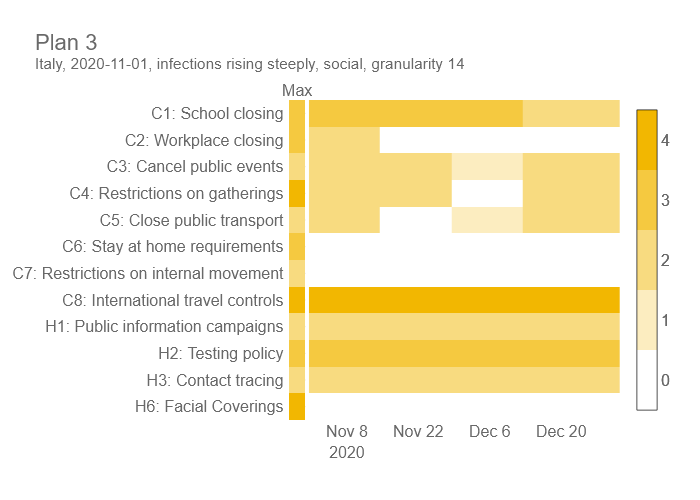 Plan 3
Italy, 2020-11-01, infections rising steeply, social, granularity 14
Max
C1: School closing
C2: Workplace closing
C3: Cancel public events
C4: Restrictions on gatherings
C5: Close public transport
C6: Stay at home requirements
C7: Restrictions on internal movement
C8: International travel controls
H1: Public information campaigns
H2: Testing policy
H3: Contact tracing
H6: Facial Coverings
4
3
2
1
0
Nov 8 Nov 22 Dec 6 Dec 20
2020